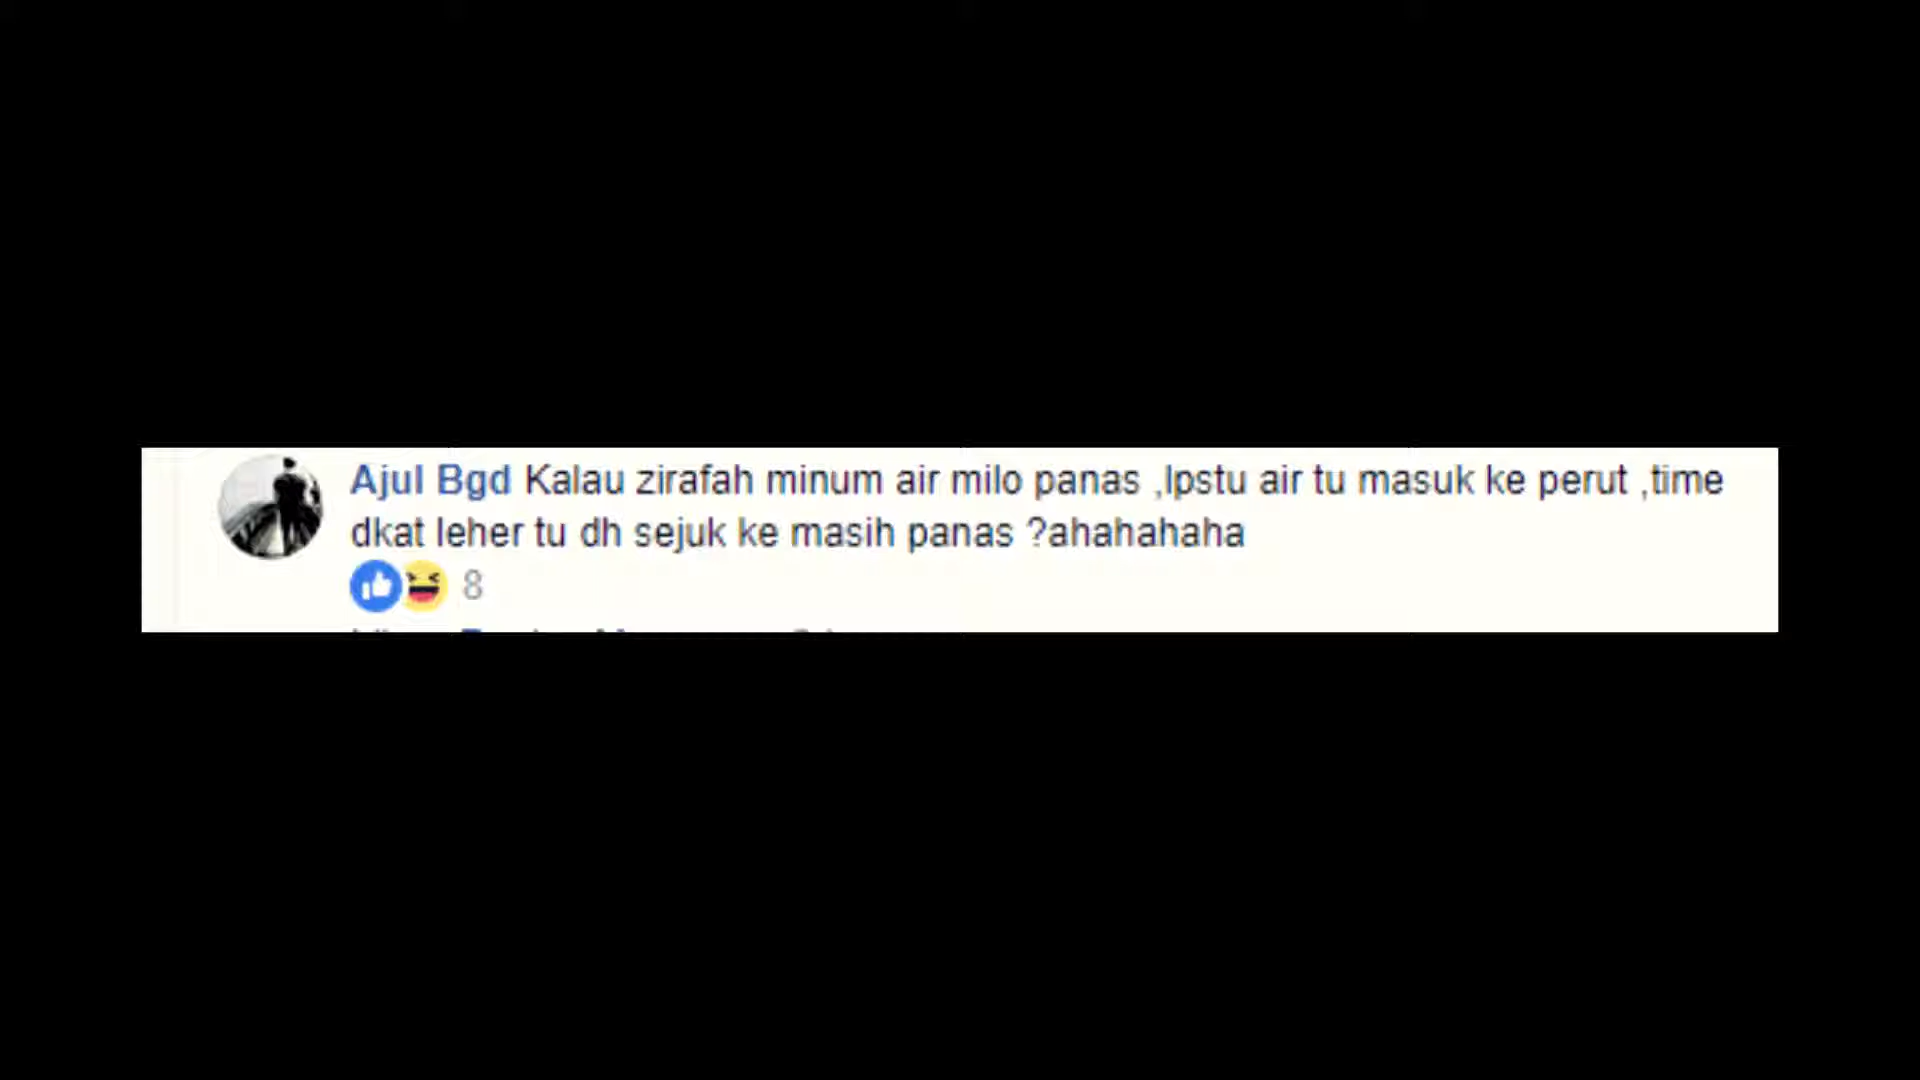 Ajul Bgd Kalau zirafah minum air milo panas ,lpstu air tu masuk ke perut ,time
dkat leher tu dh sejuk ke masih panas ?ahahahaha
8